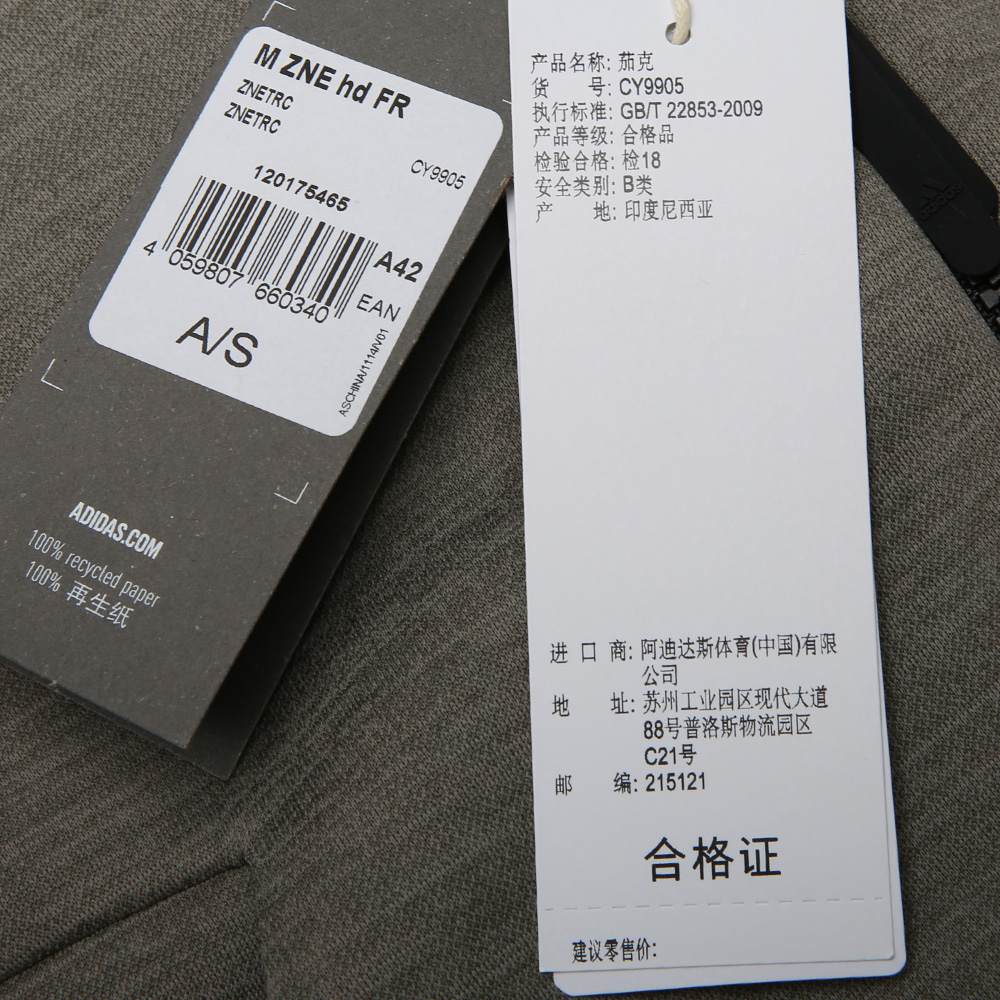 M ZNE hd FR
ZNETRC
ZNETRC
CY9905
120175465
A42
4 059807 660340
EAN
A/S
ASCHINA/1114/V01
ADIDAS.COM
100% recycled paper
100% 再生纸
产品名称: 茄克
货 号: CY9905
执行标准: GB/T 22853-2009
产品等级: 合格品
检验合格: 检18
安全类别: B类
产 地: 印度尼西亚
进 口 商: 阿迪达斯体育(中国)有限
公司
地 址: 苏州工业园区现代大道
88号普洛斯物流园区
C21号
邮 编: 215121
合格证
建议零售价:
adidas